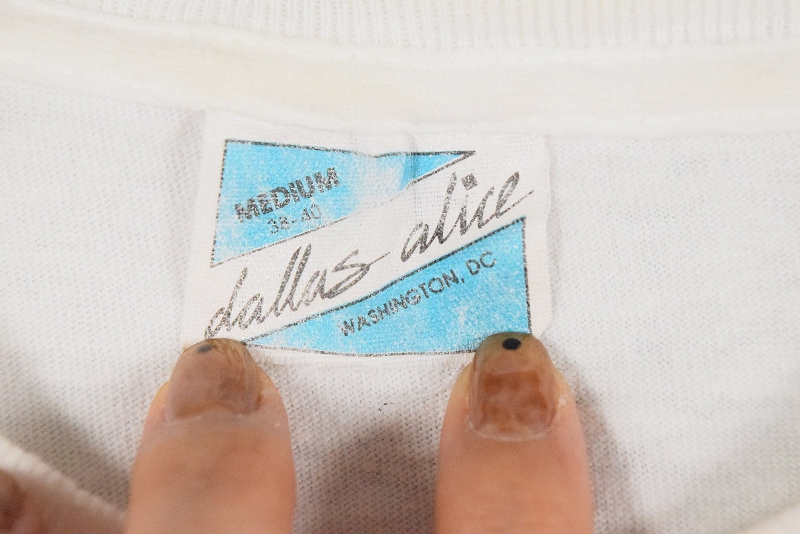 MEDIUM
38-40
dallas alice
WASHINGTON, DC